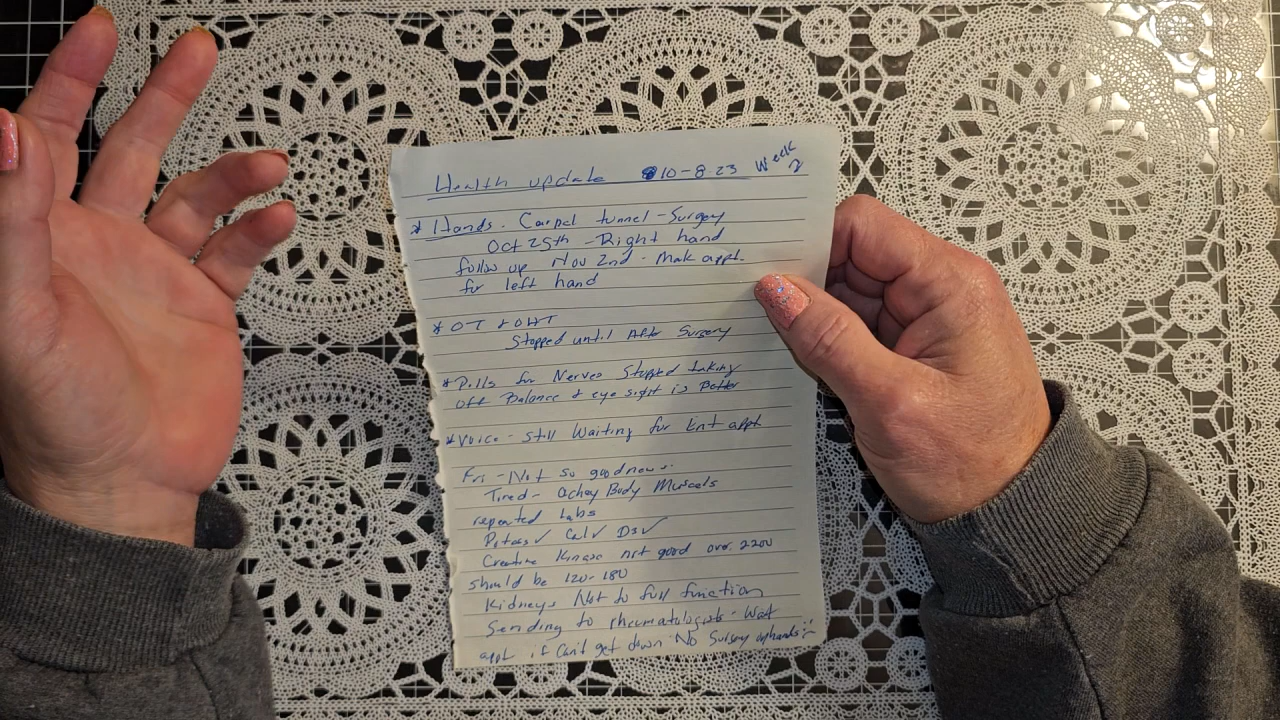 Health update 10-8 23 Week 2
* Hands - Carpel tunnel - Surgery
Oct 25th - Right hand
follow up Nov 2nd - Mak appt.
for left hand
* OT + OHT
Stopped until After Surgery
* Pills for Nerves Stopped taking
off Balance & eye sight is Better
* Voice - still Waiting for Ent appt
Fri - Not so good news.
Tired - Achey Body Muscels
repeated Labs
Potass ✓ Cal ✓ D3 ✓
Creatine Kinase not good over 2200
should be 120-180
Kidneys Not to full function
Sending to rheumatologists - Wait
appt if Can't get down No Surgery on hands :(